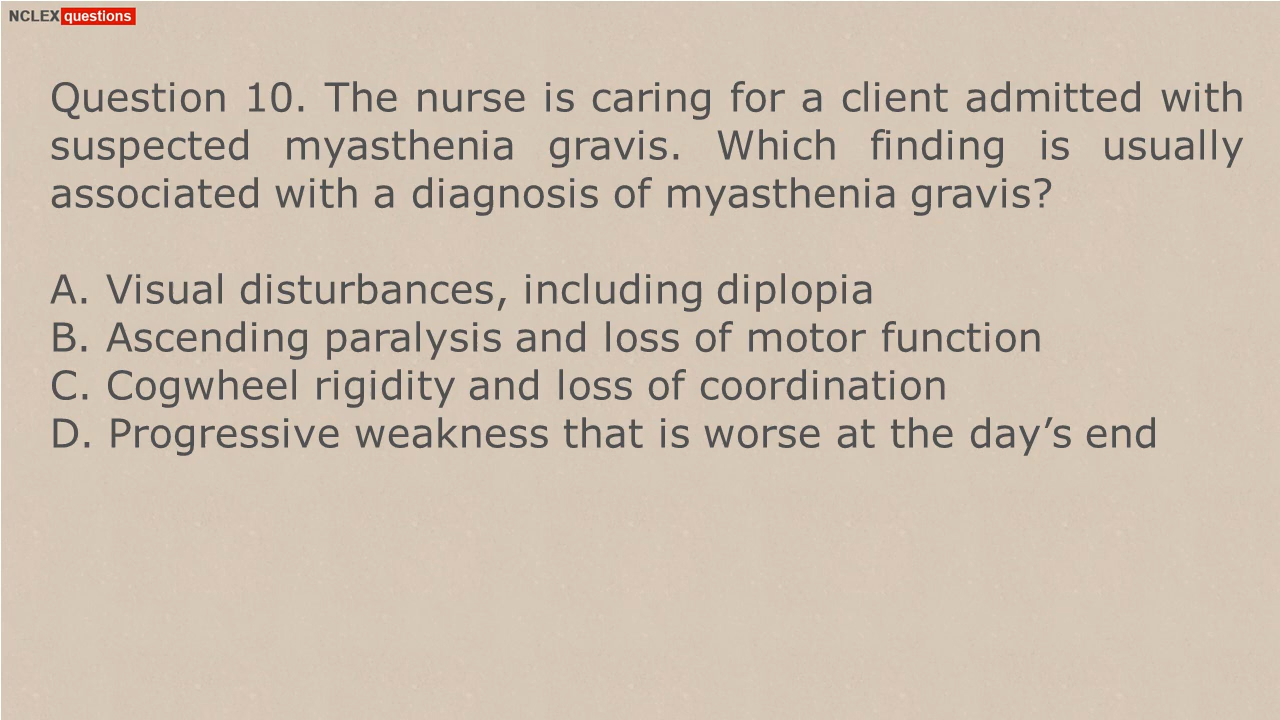 NCLEX questions
Question 10. The nurse is caring for a client admitted with
suspected myasthenia gravis. Which finding is usually
associated with a diagnosis of myasthenia gravis?
A. Visual disturbances, including diplopia
B. Ascending paralysis and loss of motor function
C. Cogwheel rigidity and loss of coordination
D. Progressive weakness that is worse at the day’s end